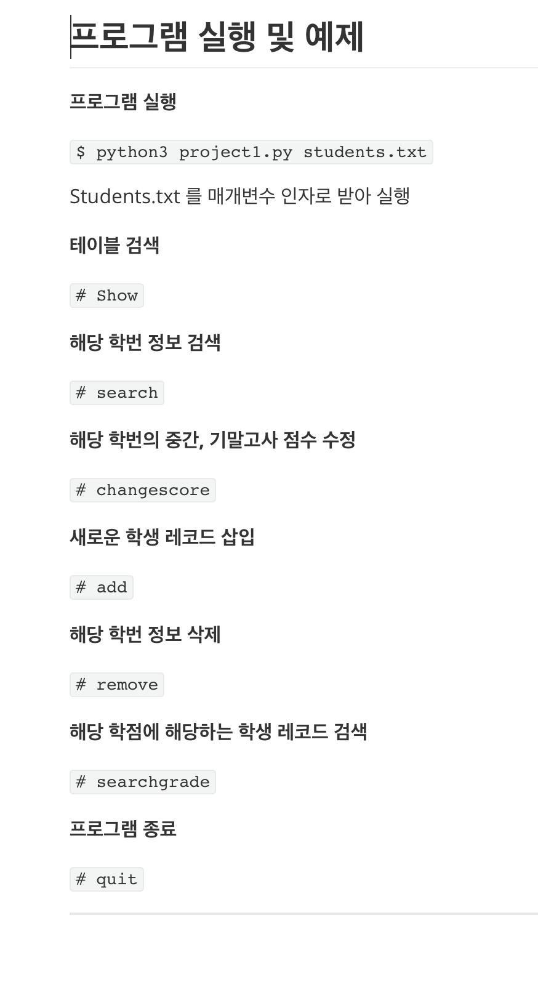 프로그램 실행 및 예제
프로그램 실행
$ python3 project1.py students.txt
Students.txt 를 매개변수 인자로 받아 실행
테이블 검색
# Show
해당 학번 정보 검색
# search
해당 학번의 중간, 기말고사 점수 수정
# changescore
새로운 학생 레코드 삽입
# add
해당 학번 정보 삭제
# remove
해당 학점에 해당하는 학생 레코드 검색
# searchgrade
프로그램 종료
# quit